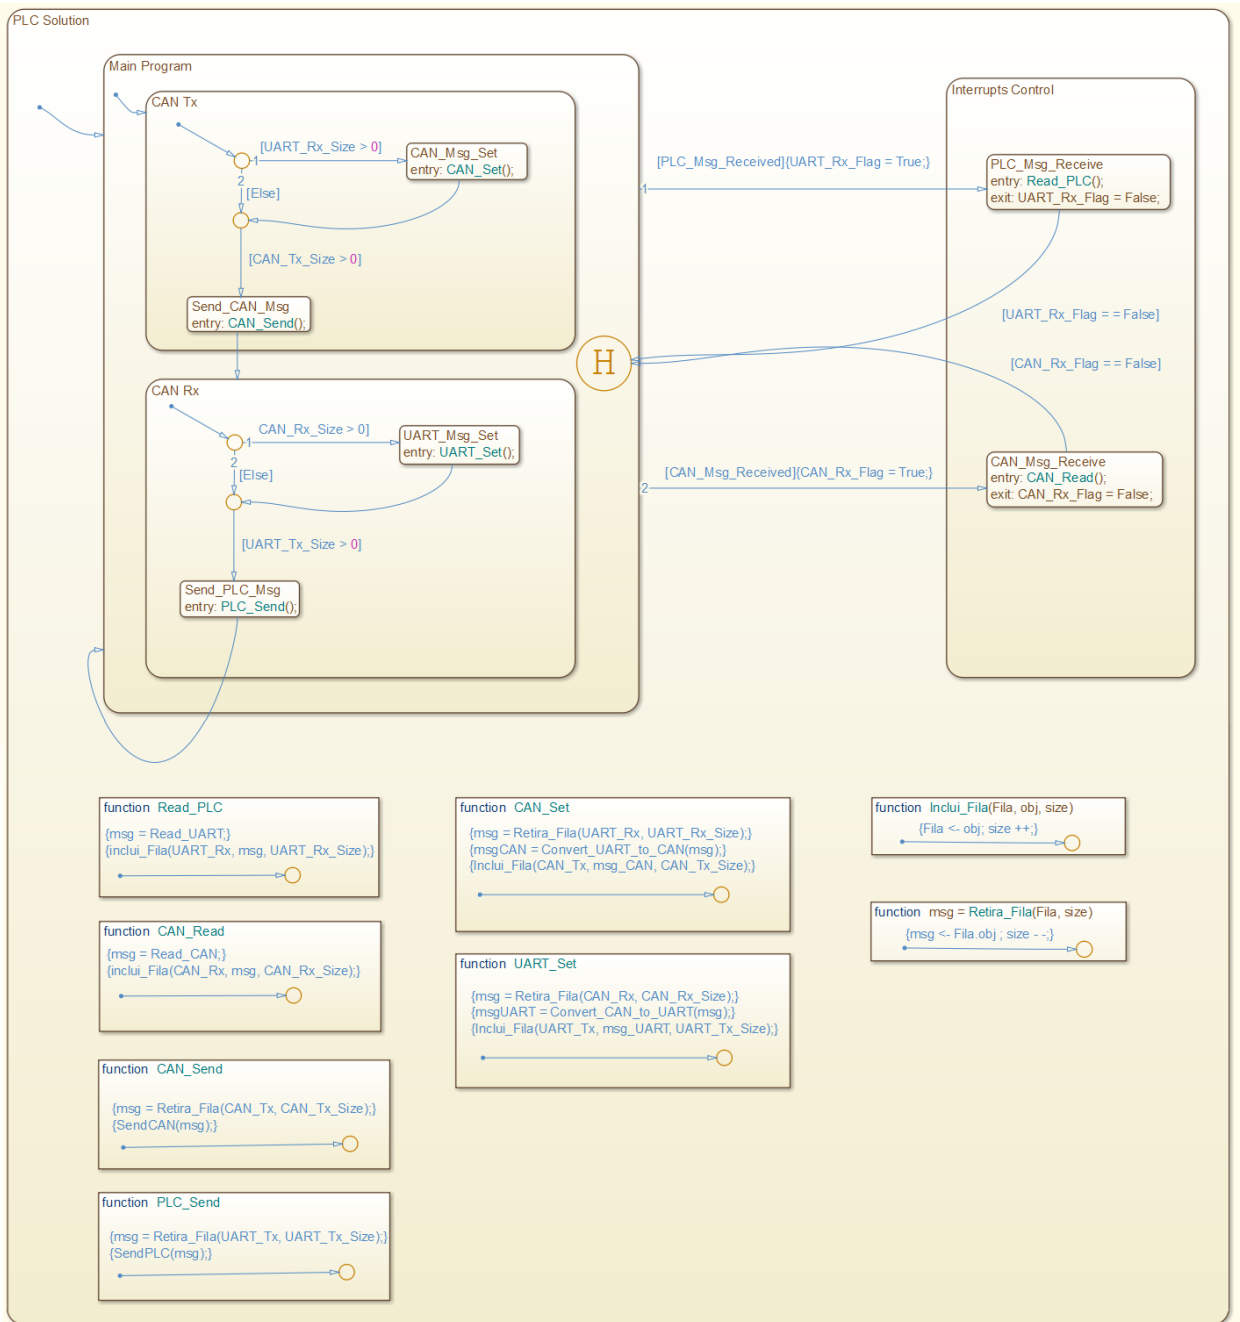 PLC Solution
Main Program
CAN Tx
[UART_Rx_Size > 0]
1
2
[Else]
CAN_Msg_Set
entry: CAN_Set();
[CAN_Tx_Size > 0]
Send_CAN_Msg
entry: CAN_Send();
H
CAN Rx
CAN_Rx_Size > 0]
1
2
[Else]
UART_Msg_Set
entry: UART_Set();
[UART_Tx_Size > 0]
Send_PLC_Msg
entry: PLC_Send();
[PLC_Msg_Received]{UART_Rx_Flag = True;}
1
[CAN_Msg_Received]{CAN_Rx_Flag = True;}
2
Interrupts Control
PLC_Msg_Receive
entry: Read_PLC();
exit: UART_Rx_Flag = False;
[UART_Rx_Flag = = False]
[CAN_Rx_Flag = = False]
CAN_Msg_Receive
entry: CAN_Read();
exit: CAN_Rx_Flag = False;
function Read_PLC
{msg = Read_UART;}
{inclui_Fila(UART_Rx, msg, UART_Rx_Size);}
function CAN_Read
{msg = Read_CAN;}
{inclui_Fila(CAN_Rx, msg, CAN_Rx_Size);}
function CAN_Send
{msg = Retira_Fila(CAN_Tx, CAN_Tx_Size);}
{SendCAN(msg);}
function PLC_Send
{msg = Retira_Fila(UART_Tx, UART_Tx_Size);}
{SendPLC(msg);}
function CAN_Set
{msg = Retira_Fila(UART_Rx, UART_Rx_Size);}
{msgCAN = Convert_UART_to_CAN(msg);}
{Inclui_Fila(CAN_Tx, msg_CAN, CAN_Tx_Size);}
function UART_Set
{msg = Retira_Fila(CAN_Rx, CAN_Rx_Size);}
{msgUART = Convert_CAN_to_UART(msg);}
{Inclui_Fila(UART_Tx, msg_UART, UART_Tx_Size);}
function Inclui_Fila(Fila, obj, size)
{Fila <- obj; size ++;}
function msg = Retira_Fila(Fila, size)
{msg <- Fila.obj ; size - -;}